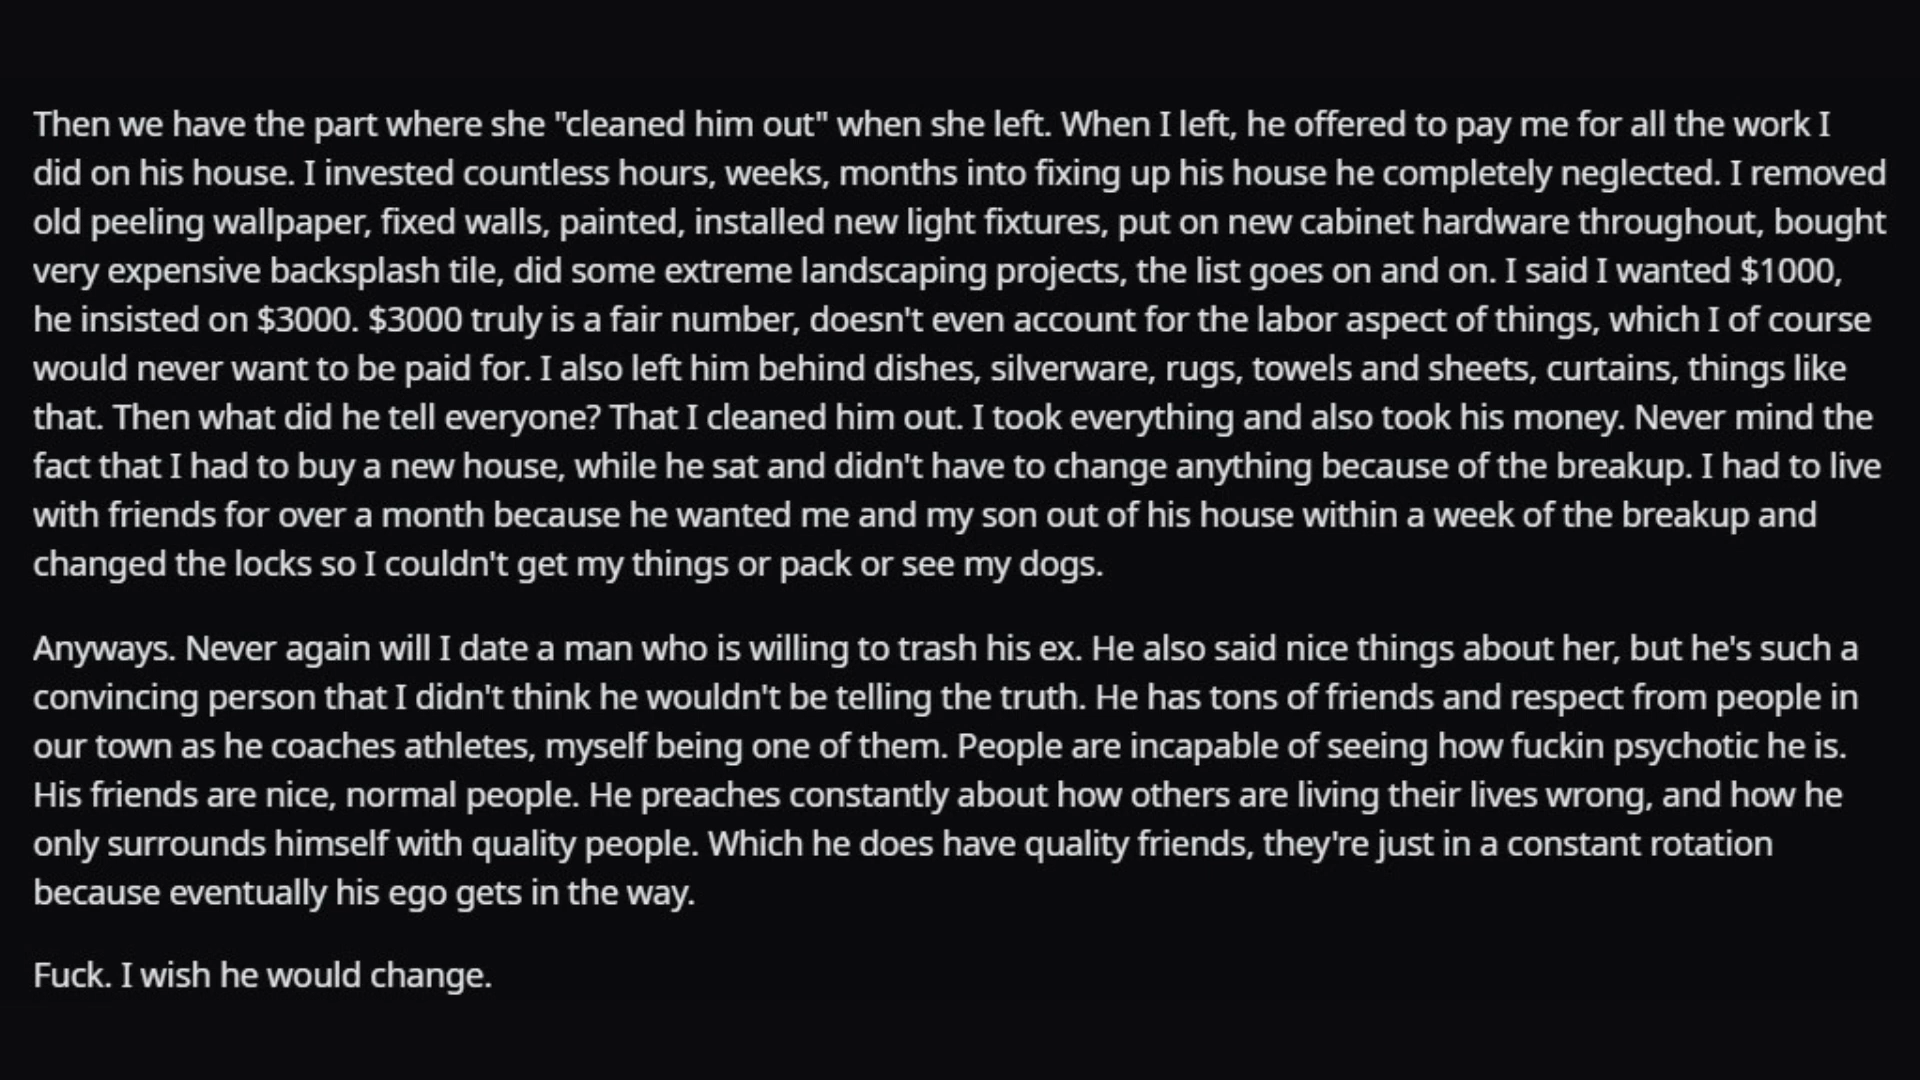 Then we have the part where she "cleaned him out" when she left. When I left, he offered to pay me for all the work I
did on his house. I invested countless hours, weeks, months into fixing up his house he completely neglected. I removed
old peeling wallpaper, fixed walls, painted, installed new light fixtures, put on new cabinet hardware throughout, bought
very expensive backsplash tile, did some extreme landscaping projects, the list goes on and on. I said I wanted $1000,
he insisted on $3000. $3000 truly is a fair number, doesn't even account for the labor aspect of things, which I of course
would never want to be paid for. I also left him behind dishes, silverware, rugs, towels and sheets, curtains, things like
that. Then what did he tell everyone? That I cleaned him out. I took everything and also took his money. Never mind the
fact that I had to buy a new house, while he sat and didn't have to change anything because of the breakup. I had to live
with friends for over a month because he wanted me and my son out of his house within a week of the breakup and
changed the locks so I couldn't get my things or pack or see my dogs.
Anyways. Never again will I date a man who is willing to trash his ex. He also said nice things about her, but he's such a
convincing person that I didn't think he wouldn't be telling the truth. He has tons of friends and respect from people in
our town as he coaches athletes, myself being one of them. People are incapable of seeing how fuckin psychotic he is.
His friends are nice, normal people. He preaches constantly about how others are living their lives wrong, and how he
only surrounds himself with quality people. Which he does have quality friends, they're just in a constant rotation
because eventually his ego gets in the way.
Fuck. I wish he would change.